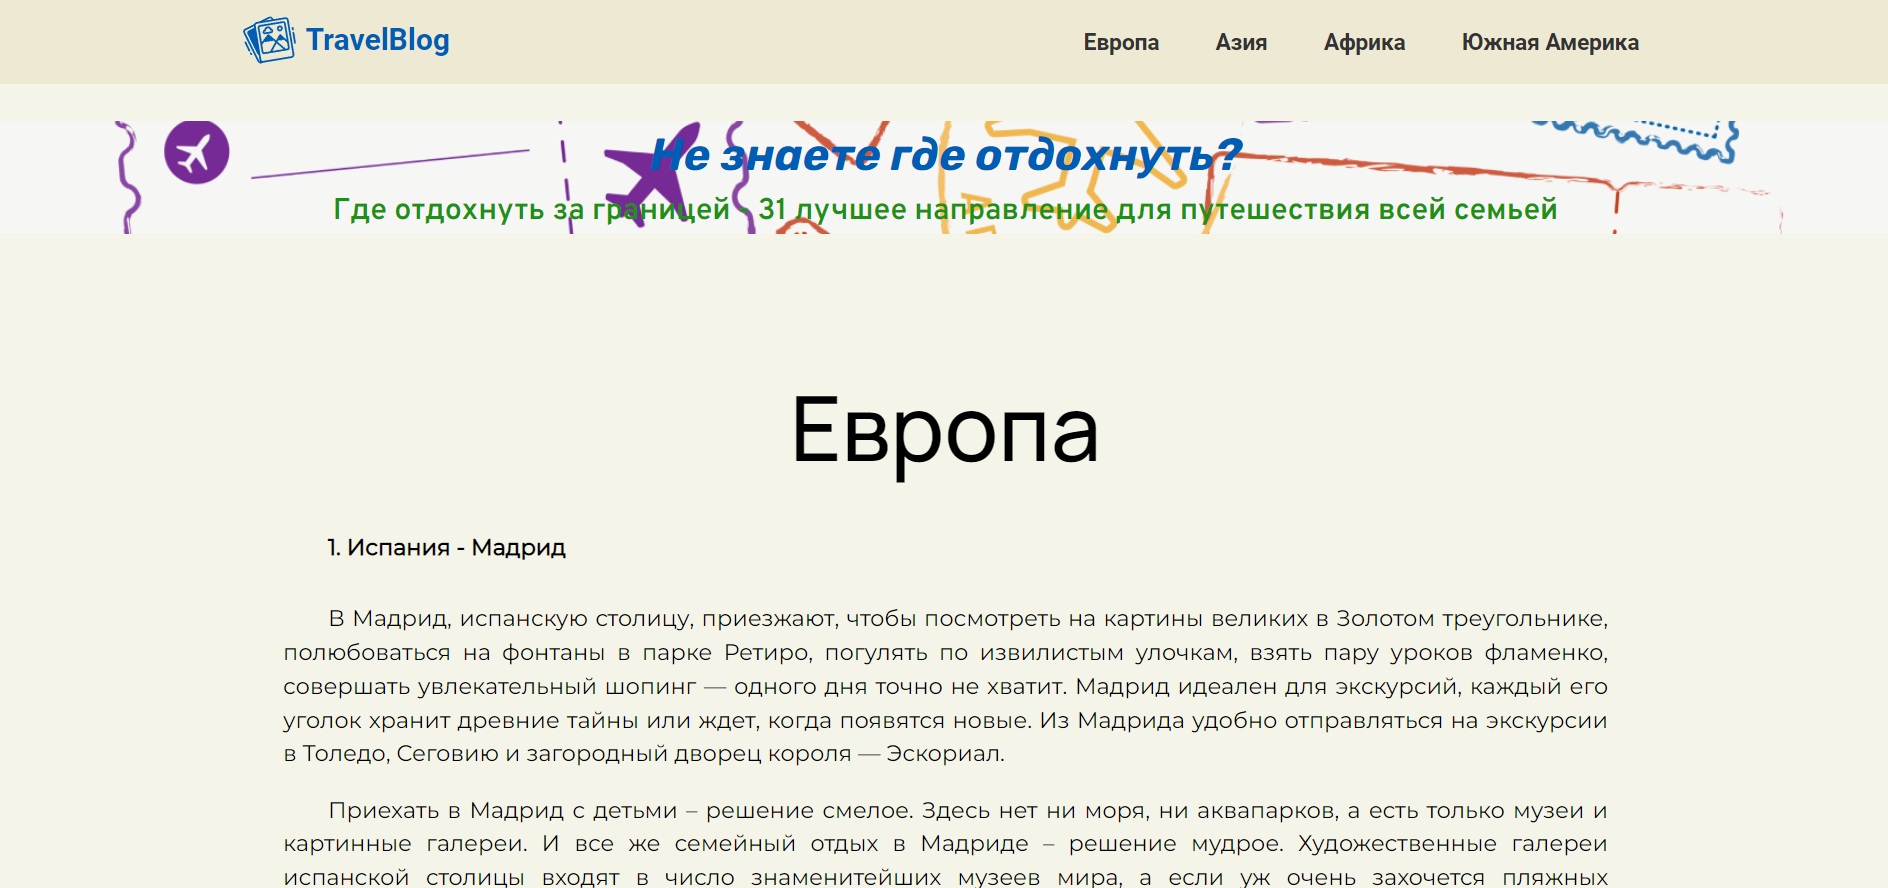 TravelBlog
Европа Азия Африка Южная Америка
Не знаете где отдохнуть?
Где отдохнуть за границей - 31 лучшее направление для путешествия всей семьей
Европа
1. Испания - Мадрид
В Мадрид, испанскую столицу, приезжают, чтобы посмотреть на картины великих в Золотом треугольнике,
полюбоваться на фонтаны в парке Ретиро, погулять по извилистым улочкам, взять пару уроков фламенко,
совершать увлекательный шопинг — одного дня точно не хватит. Мадрид идеален для экскурсий, каждый его
уголок хранит древние тайны или ждет, когда появятся новые. Из Мадрида удобно отправляться на экскурсии
в Толедо, Сеговию и загородный дворец короля — Эскориал.
Приехать в Мадрид с детьми – решение смелое. Здесь нет ни моря, ни аквапарков, а есть только музеи и
картинные галереи. И все же семейный отдых в Мадриде – решение мудрое. Художественные галереи
испанской столицы входят в число знаменитейших музеев мира, а если уж очень захочется пляжных